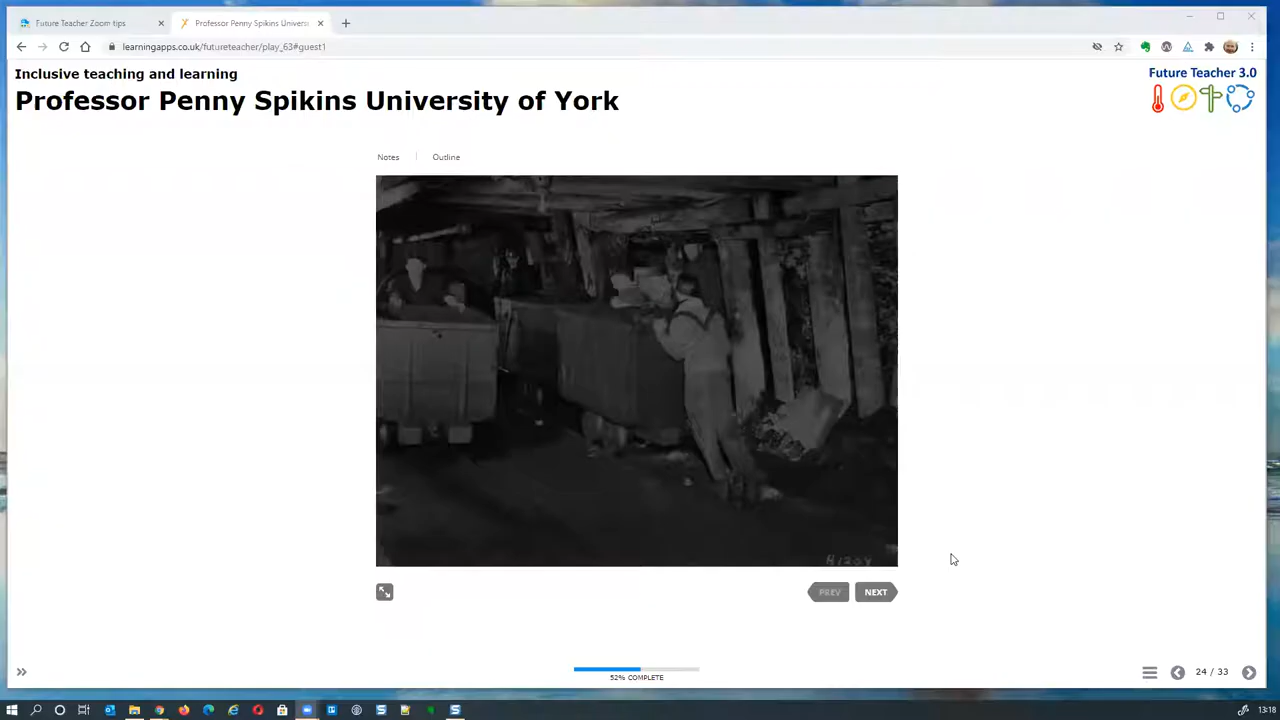 Future Teacher Zoom tips
Professor Penny Spikins Univers
learningapps.co.uk/futureteacher/play_63#guest1
Inclusive teaching and learning
Future Teacher 3.0
Professor Penny Spikins University of York
Notes
Outline
PREV
NEXT
52% COMPLETE
24 / 33
13:18